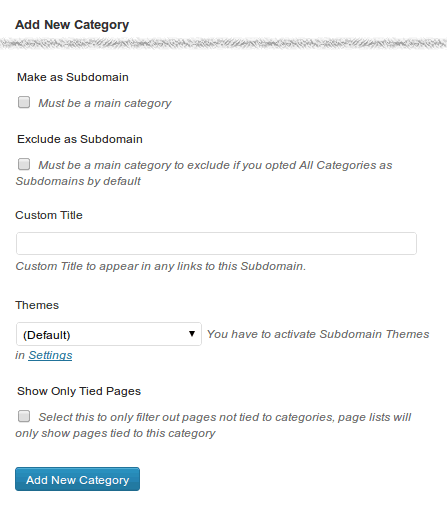 Add New Category
Make as Subdomain
Must be a main category
Exclude as Subdomain
Must be a main category to exclude if you opted All Categories as
Subdomains by default
Custom Title
Custom Title to appear in any links to this Subdomain.
Themes
(Default) You have to activate Subdomain Themes
in Settings
Show Only Tied Pages
Select this to only filter out pages not tied to categories, page lists will
only show pages tied to this category
Add New Category